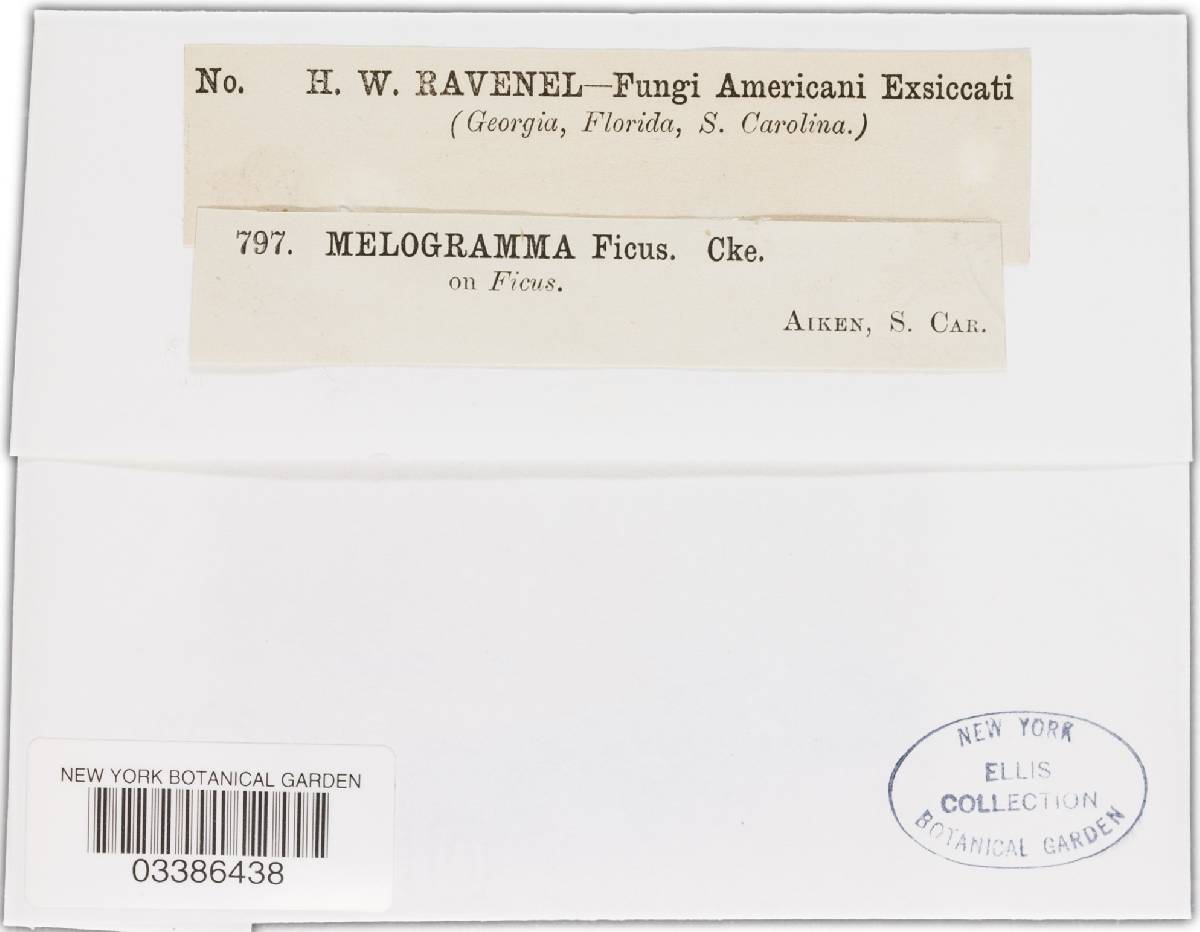 No. H. W. RAVENEL—Fungi Americani Exsiccati
(Georgia, Florida, S. Carolina.)
797. MELOGRAMMA Ficus. Cke.
on Ficus.
AIKEN, S. CAR.
NEW YORK BOTANICAL GARDEN
03386438
NEW YORK
ELLIS
COLLECTION
BOTANICAL GARDEN